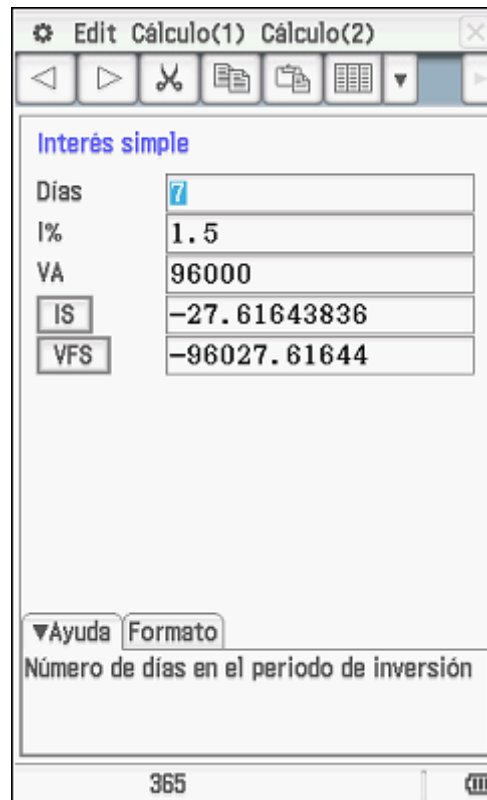 Edit Cálculo(1) Cálculo(2)
Interés simple
Días 7
I% 1.5
VA 96000
IS -27.61643836
VFS -96027.61644
▼Ayuda Formato
Número de días en el periodo de inversión
365